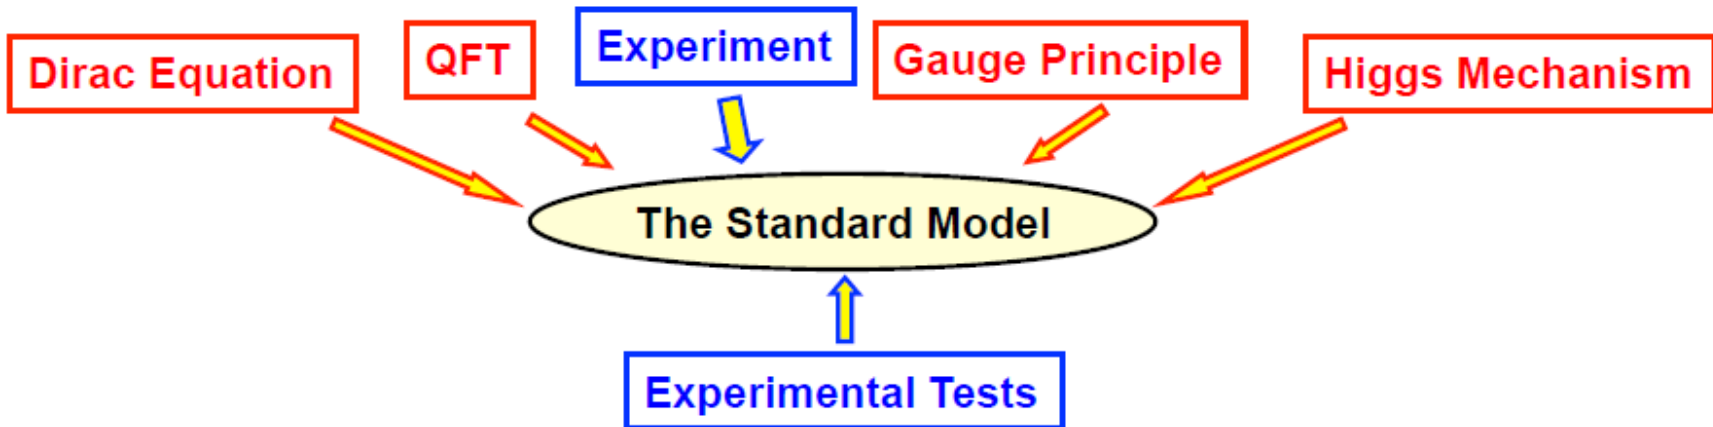 Dirac Equation
QFT
Experiment
Gauge Principle
Higgs Mechanism
The Standard Model
Experimental Tests